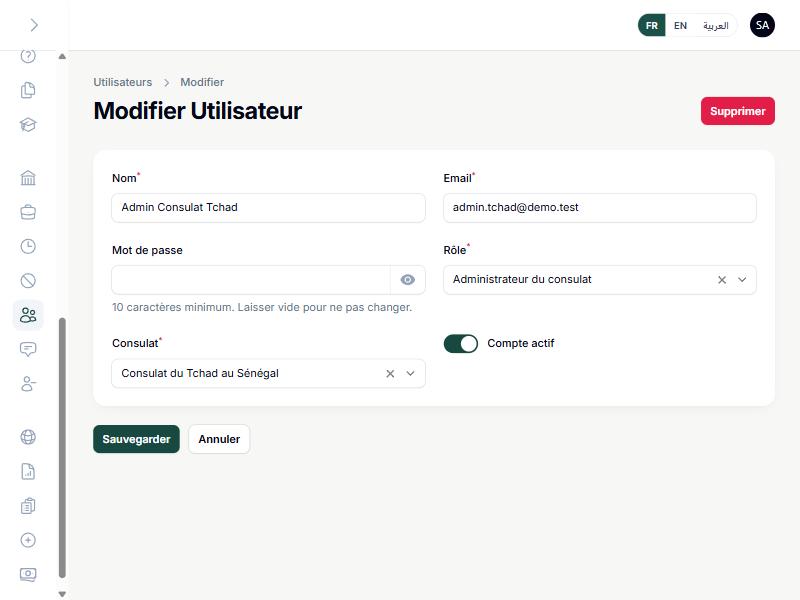 FR EN العربية SA
Utilisateurs > Modifier
Modifier Utilisateur
Supprimer
Nom*
Admin Consulat Tchad
Email*
admin.tchad@demo.test
Mot de passe
10 caractères minimum. Laisser vide pour ne pas changer.
Rôle*
Administrateur du consulat
Consulat*
Consulat du Tchad au Sénégal
Compte actif
Sauvegarder Annuler